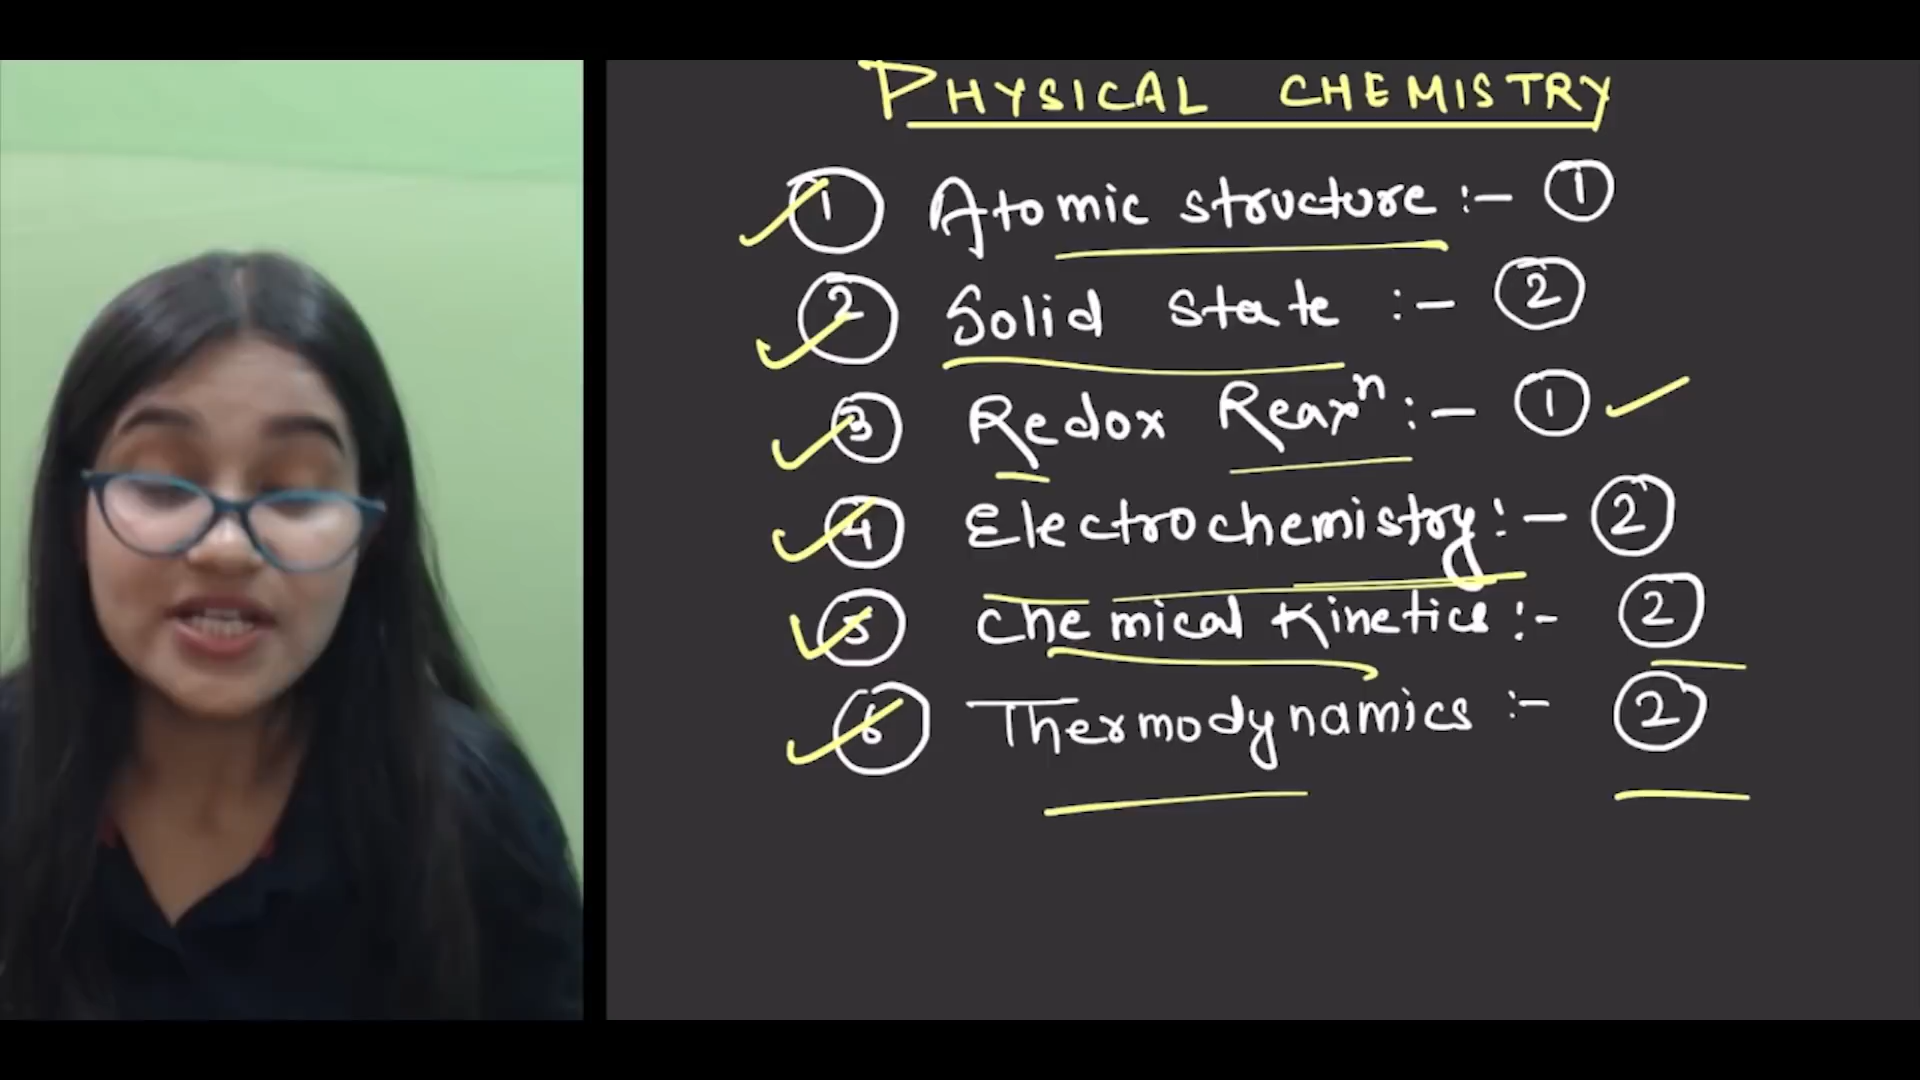 PHYSICAL CHEMISTRY
① Atomic structure :- ①
② Solid state :- ②
③ Redox Reaxⁿ :- ①
④ Electrochemistry :- ②
⑤ Chemical Kinetics :- ②
⑥ Thermodynamics :- ②